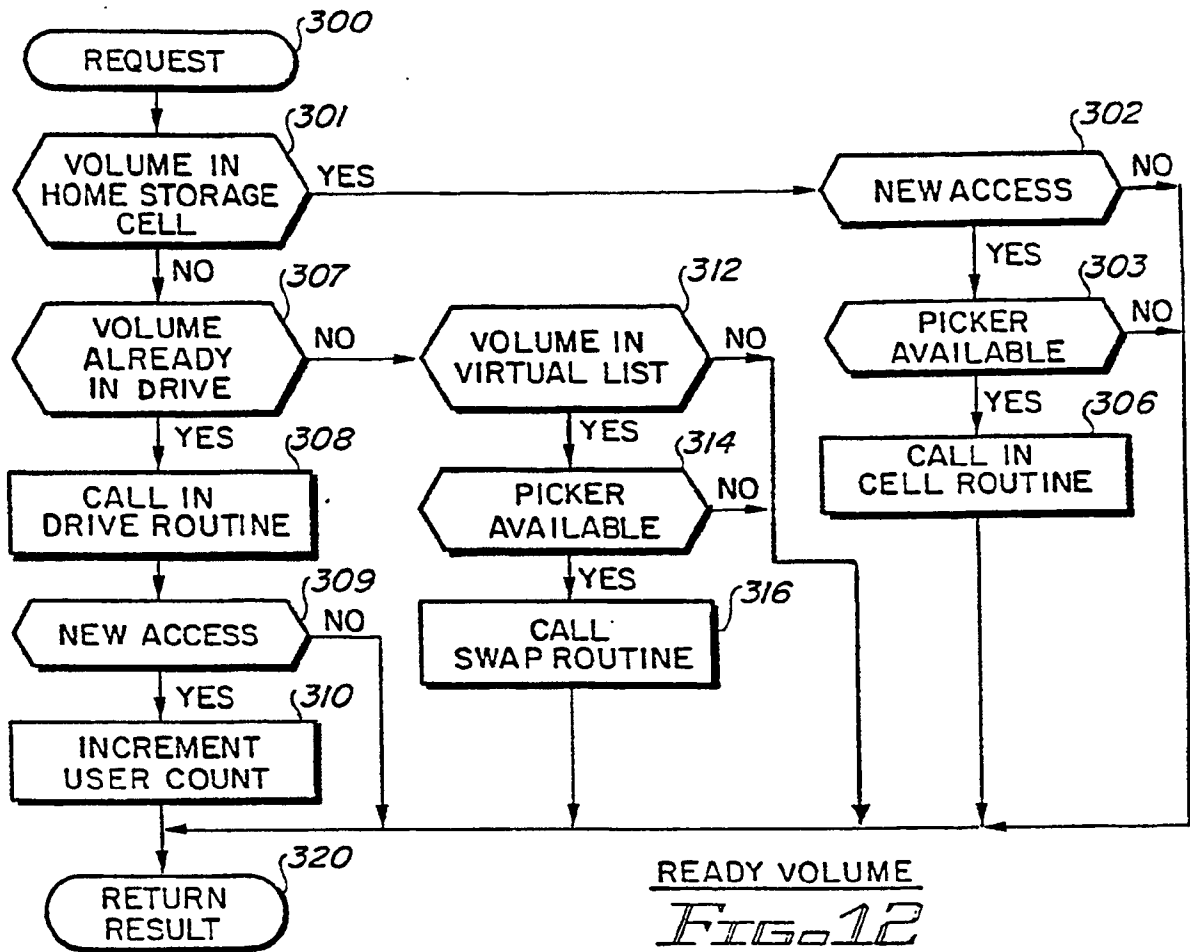 300
REQUEST
301
VOLUME IN
HOME STORAGE
CELL
YES
302
NEW ACCESS
NO
NO
YES
307
VOLUME
ALREADY
IN DRIVE
NO
312
VOLUME IN
VIRTUAL LIST
NO
303
PICKER
AVAILABLE
NO
YES
YES
YES
308
CALL IN
DRIVE ROUTINE
314
PICKER
AVAILABLE
NO
306
CALL IN
CELL ROUTINE
YES
309
NEW ACCESS
NO
316
CALL
SWAP ROUTINE
YES
310
INCREMENT
USER COUNT
320
RETURN
RESULT
READY VOLUME
FIG. 12